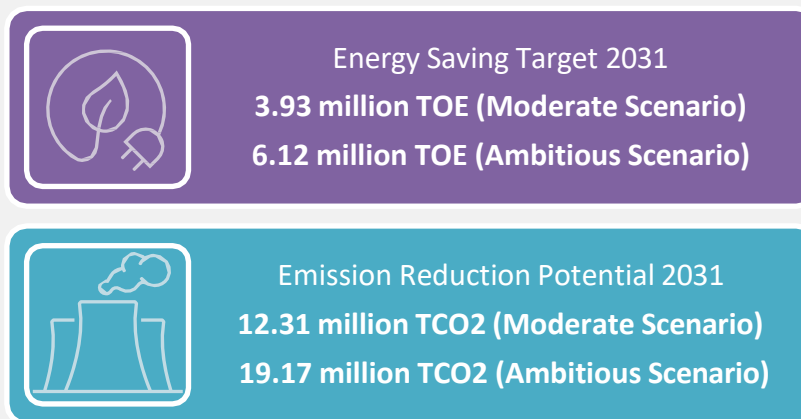 Energy Saving Target 2031
3.93 million TOE (Moderate Scenario)
6.12 million TOE (Ambitious Scenario)
Emission Reduction Potential 2031
12.31 million TCO2 (Moderate Scenario)
19.17 million TCO2 (Ambitious Scenario)